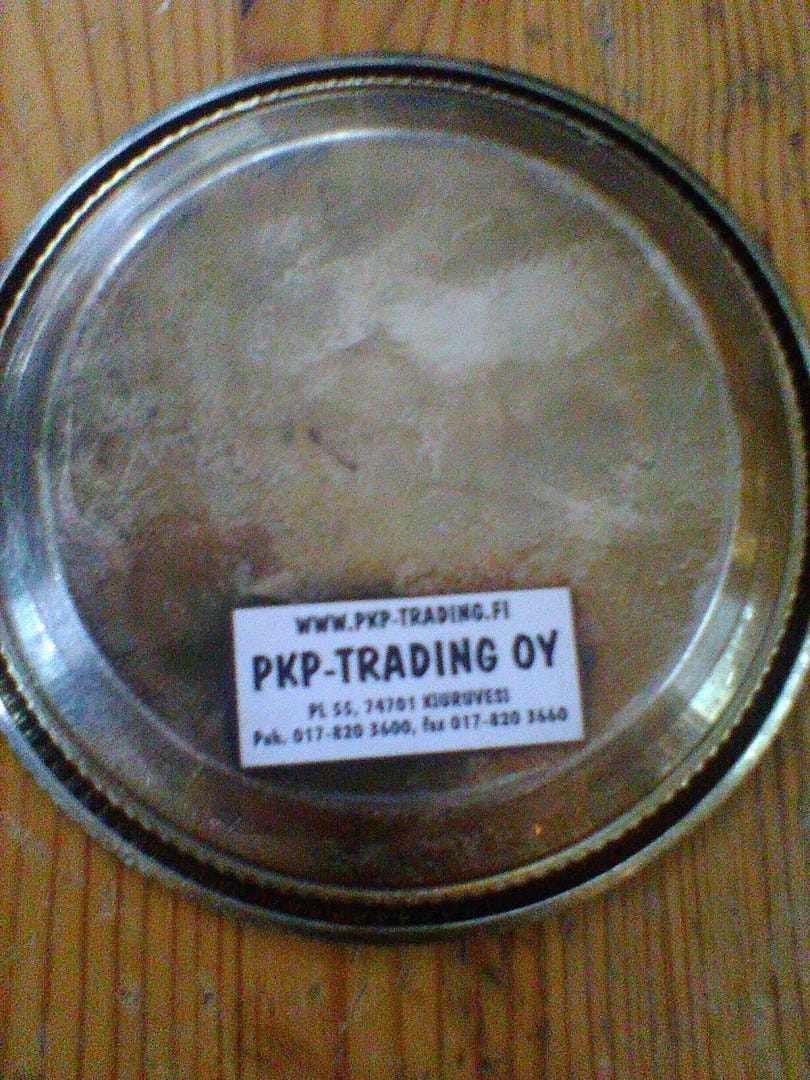 WWW.PKP-TRADING.FI
PKP-TRADING OY
PL 55, 74701 KIURUVESI
Puh. 017-820 3600, fax 017-820 3660